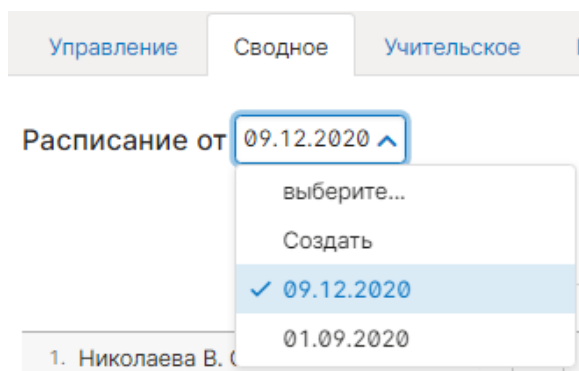 Управление Сводное Учительское
Расписание от 09.12.2020
выберите...
Создать
09.12.2020
01.09.2020
1. Николаева В.